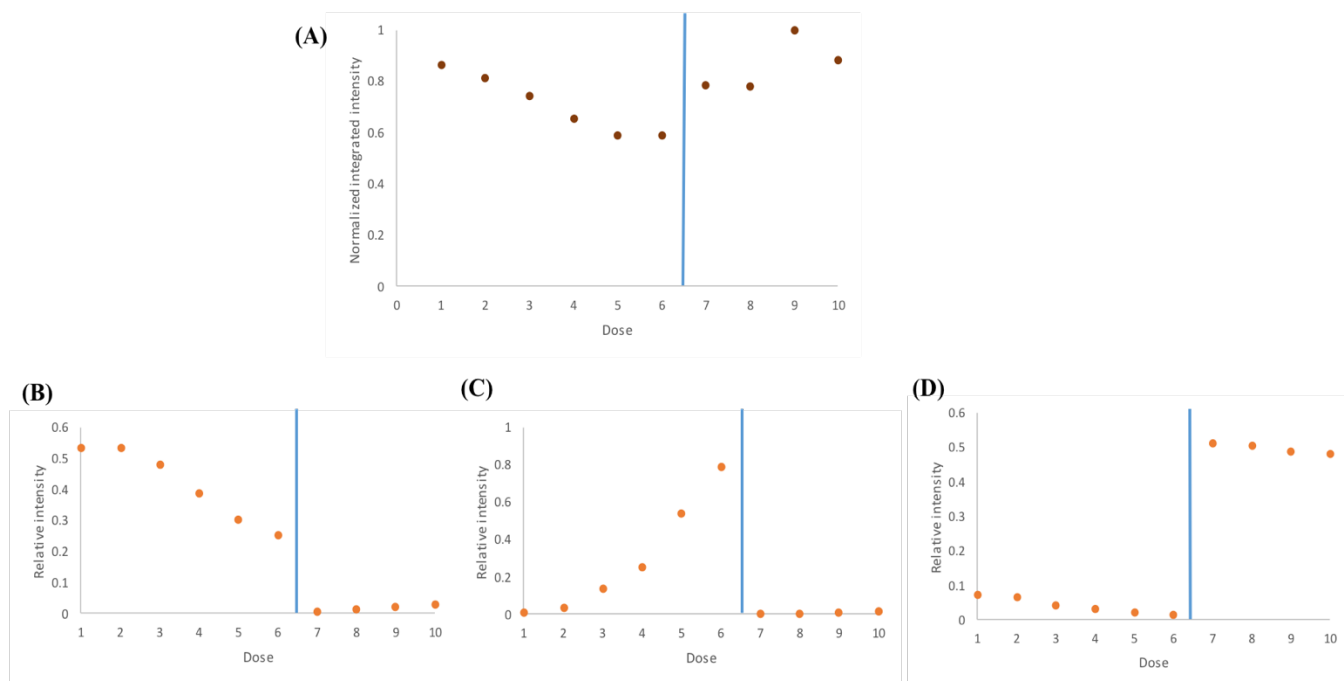 (A)
Normalized integrated intensity
1
0.8
0.6
0.4
0.2
0
0 1 2 3 4 5 6 7 8 9 10
Dose
(B)
Relative intensity
0.6
0.5
0.4
0.3
0.2
0.1
0
1 2 3 4 5 6 7 8 9 10
Dose
(C)
Relative intensity
1
0.8
0.6
0.4
0.2
0
1 2 3 4 5 6 7 8 9 10
Dose
(D)
Relative intensity
0.6
0.5
0.4
0.3
0.2
0.1
0
1 2 3 4 5 6 7 8 9 10
Dose